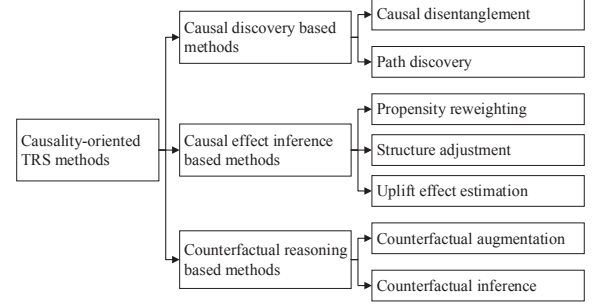 Causality-oriented
TRS methods
Causal discovery based
methods
Causal disentanglement
Path discovery
Causal effect inference
based methods
Propensity reweighting
Structure adjustment
Uplift effect estimation
Counterfactual reasoning
based methods
Counterfactual augmentation
Counterfactual inference